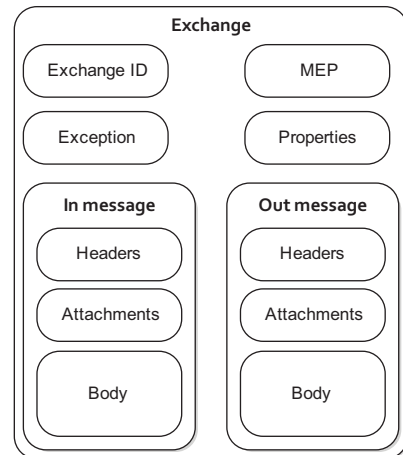 Exchange
Exchange ID
MEP
Exception
Properties
In message
Headers
Attachments
Body
Out message
Headers
Attachments
Body